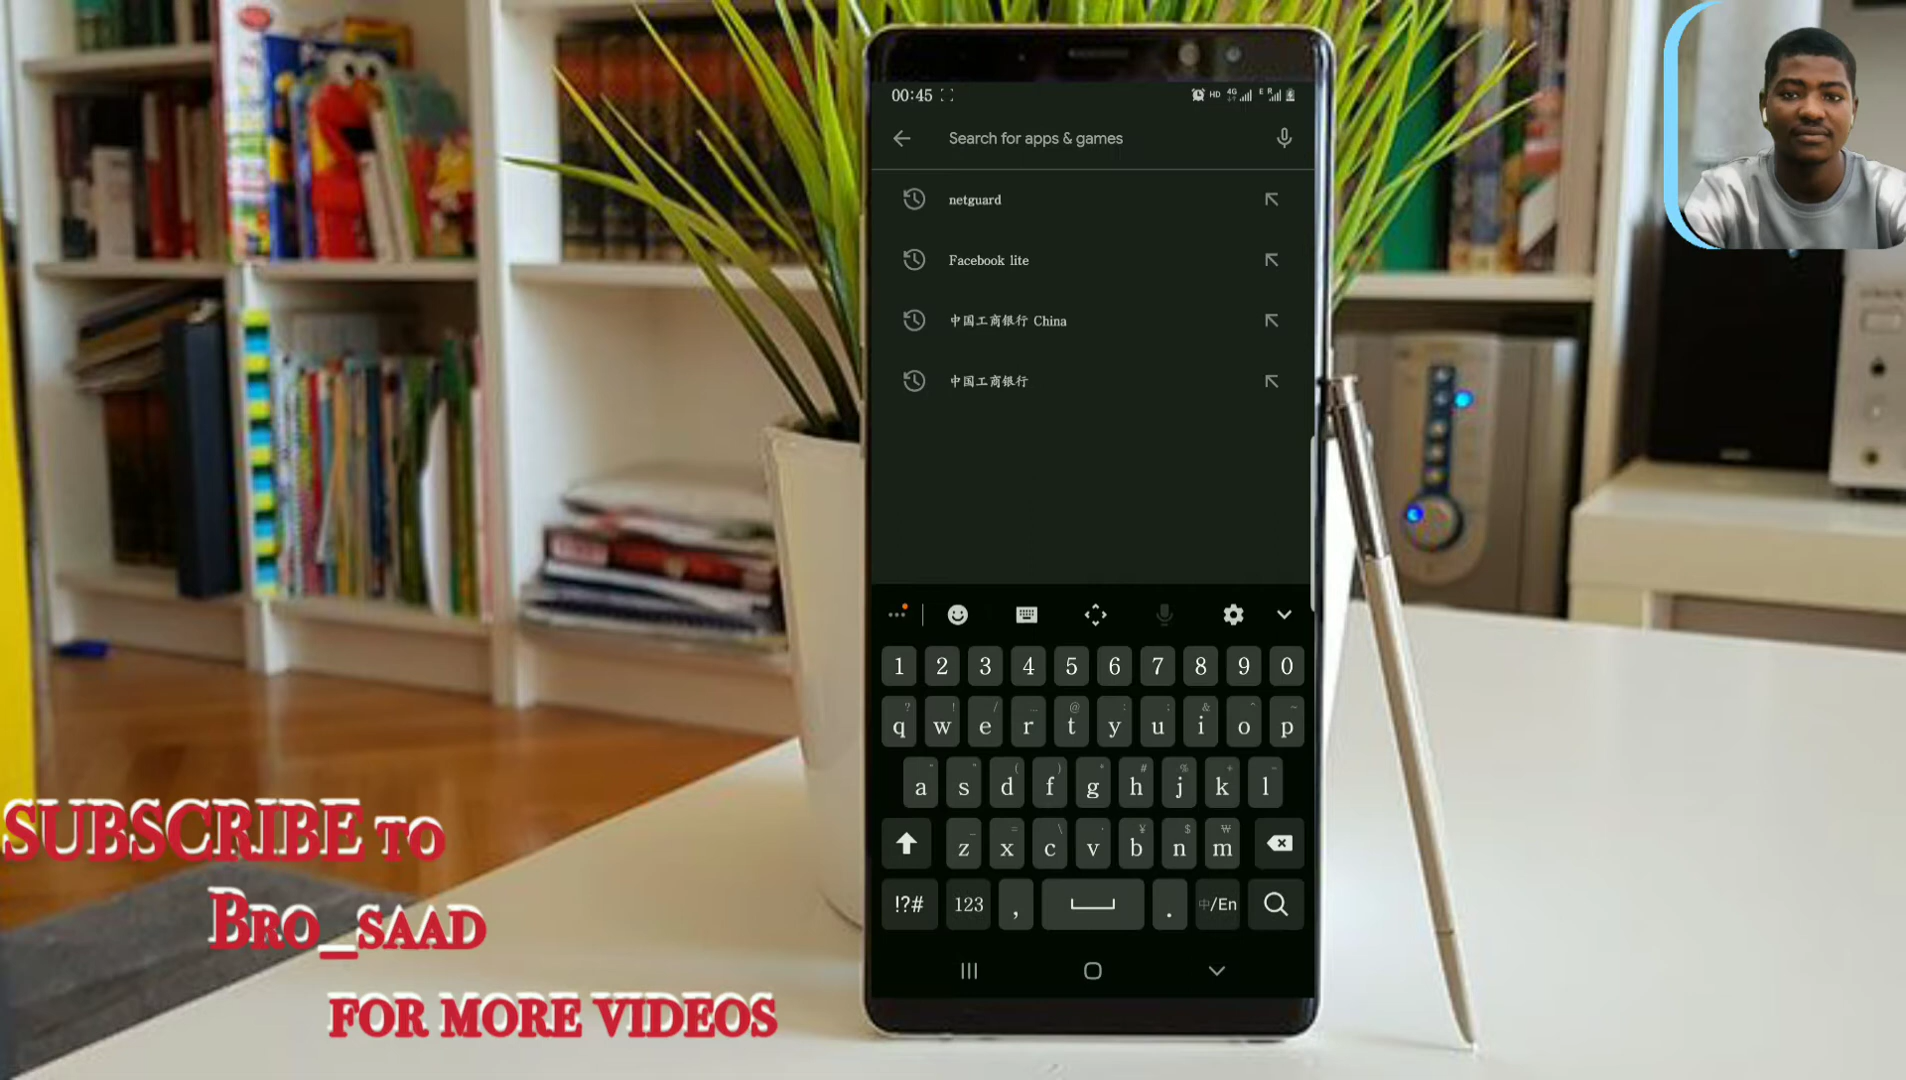 00:45
HD 4G E R
Search for apps & games
netguard
Facebook lite
中国工商银行 China
中国工商银行
1 2 3 4 5 6 7 8 9 0
q w e r t y u i o p
a s d f g h j k l
z x c v b n m
!?# 123 , . 中/En
SUBSCRIBE TO
BRO_SAAD
FOR MORE VIDEOS